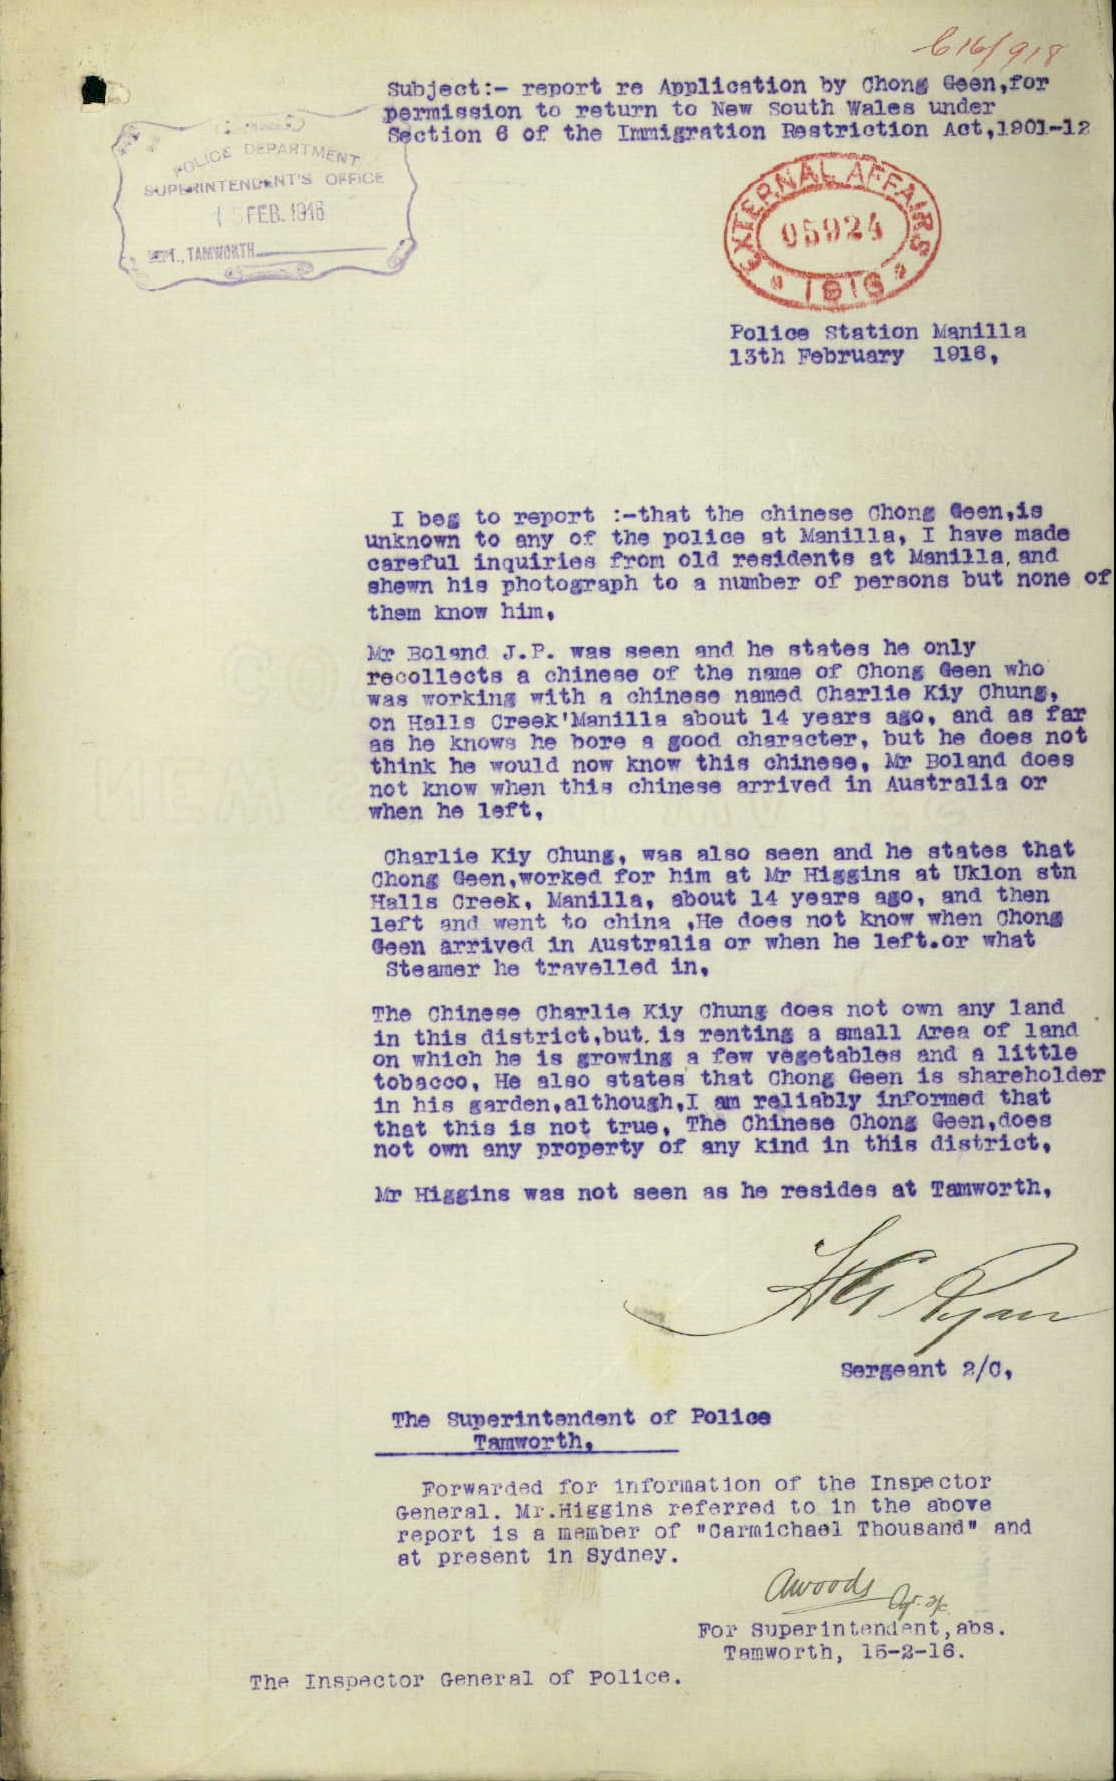 C16/918
Subject:- report re Application by Chong Geen,for
permission to return to New South Wales under
Section 6 of the Immigration Restriction Act,1901-12
POLICE DEPARTMENT
SUPERINTENDENT'S OFFICE
15 FEB. 1916
DEPT., TAMWORTH
EXTERNAL AFFAIRS
05924
1916
Police Station Manilla
13th February 1916,
I beg to report :-that the chinese Chong Geen,is
unknown to any of the police at Manilla, I have made
careful inquiries from old residents at Manilla, and
shewn his photograph to a number of persons but none of
them know him,
Mr Boland J.P. was seen and he states he only
recollects a chinese of the name of Chong Geen who
was working with a chinese named Charlie Kiy Chung,
on Halls Creek'Manilla about 14 years ago, and as far
as he knows he bore a good character, but he does not
think he would now know this chinese, Mr Boland does
not know when this chinese arrived in Australia or
when he left,
Charlie Kiy Chung, was also seen and he states that
Chong Geen,worked for him at Mr Higgins at Uklon stn
Halls Creek, Manilla, about 14 years ago, and then
left and went to china ,He does not know when Chong
Geen arrived in Australia or when he left.or what
Steamer he travelled in,
The Chinese Charlie Kiy Chung does not own any land
in this district,but, is renting a small Area of land
on which he is growing a few vegetables and a little
tobacco, He also states that Chong Geen is shareholder
in his garden,although,I am reliably informed that
that this is not true, The Chinese Chong Geen,does
not own any property of any kind in this district,
Mr Higgins was not seen as he resides at Tamworth,
Ryan
Sergeant 2/C,
The Superintendent of Police
Tamworth,
Forwarded for information of the Inspector
General. Mr.Higgins referred to in the above
report is a member of "Carmichael Thousand" and
at present in Sydney.
AWoods Sgt. 3/c
For Superintendent,abs.
Tamworth, 15-2-16.
The Inspector General of Police.